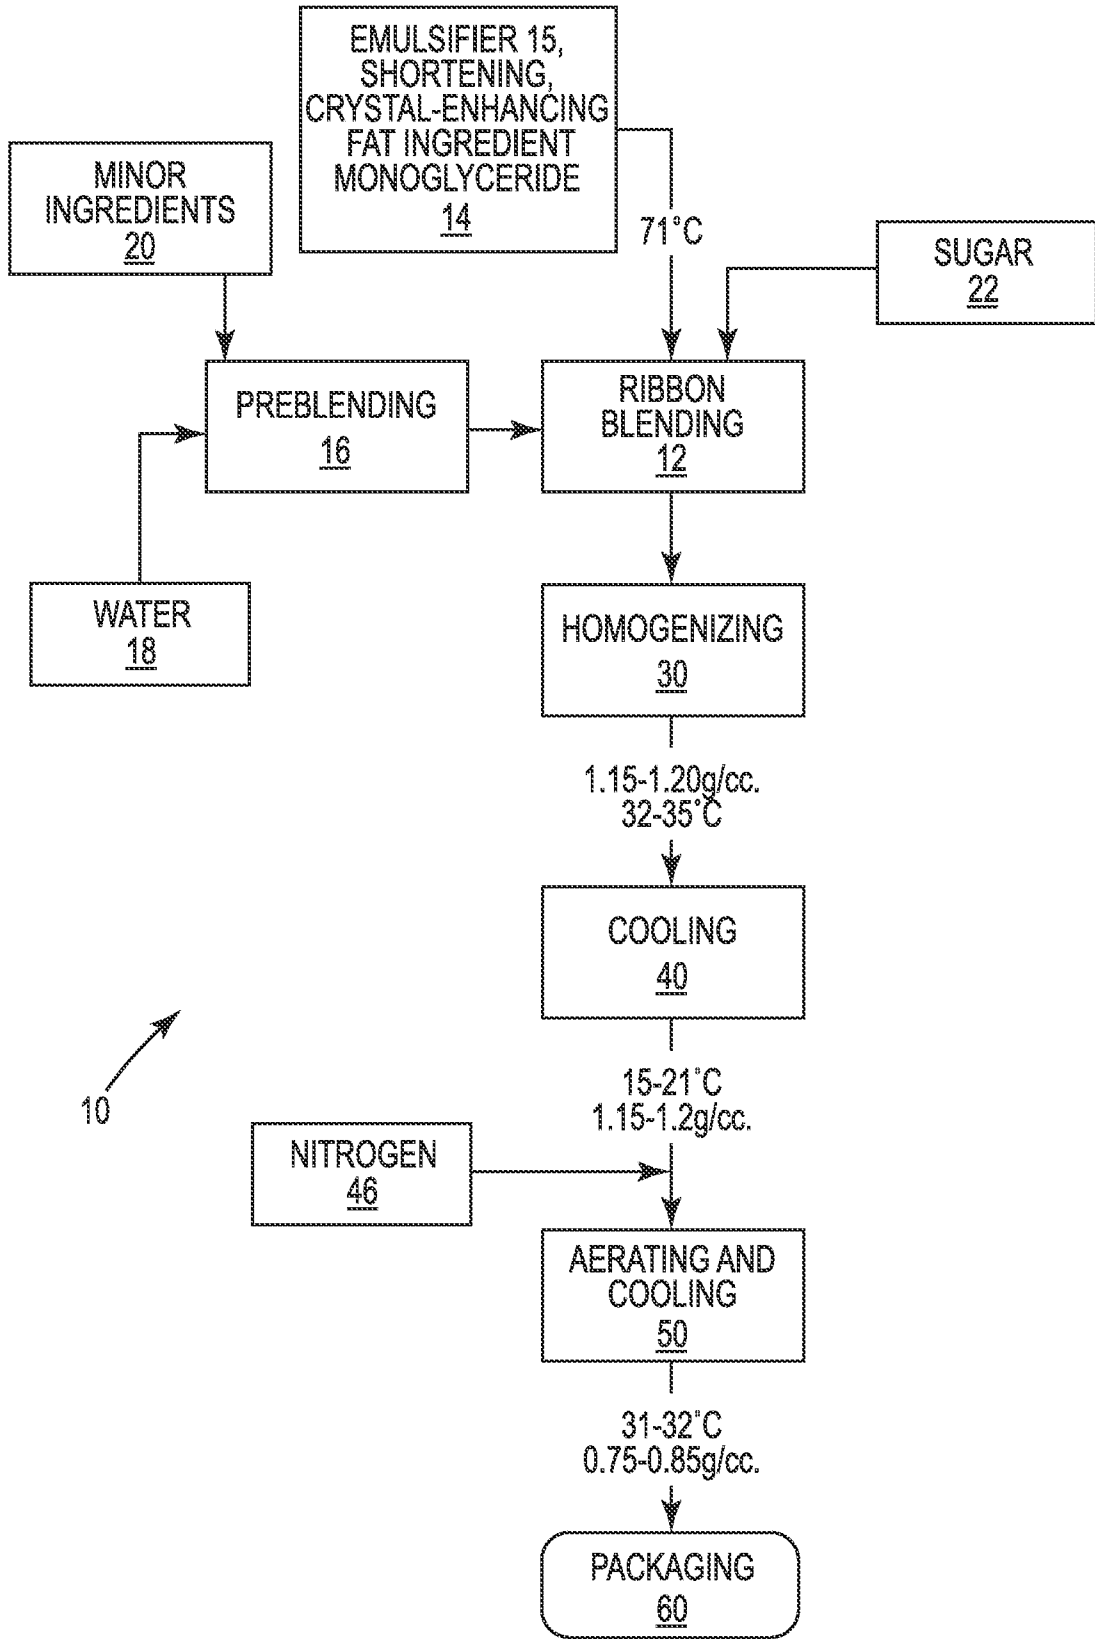 EMULSIFIER 15,
SHORTENING,
CRYSTAL-ENHANCING
FAT INGREDIENT
MONOGLYCERIDE
14
MINOR
INGREDIENTS
20
71°C
SUGAR
22
PREBLENDING
16
RIBBON
BLENDING
12
WATER
18
HOMOGENIZING
30
1.15-1.20g/cc.
32-35°C
COOLING
40
10
15-21°C
1.15-1.2g/cc.
NITROGEN
46
AERATING AND
COOLING
50
31-32°C
0.75-0.85g/cc.
PACKAGING
60